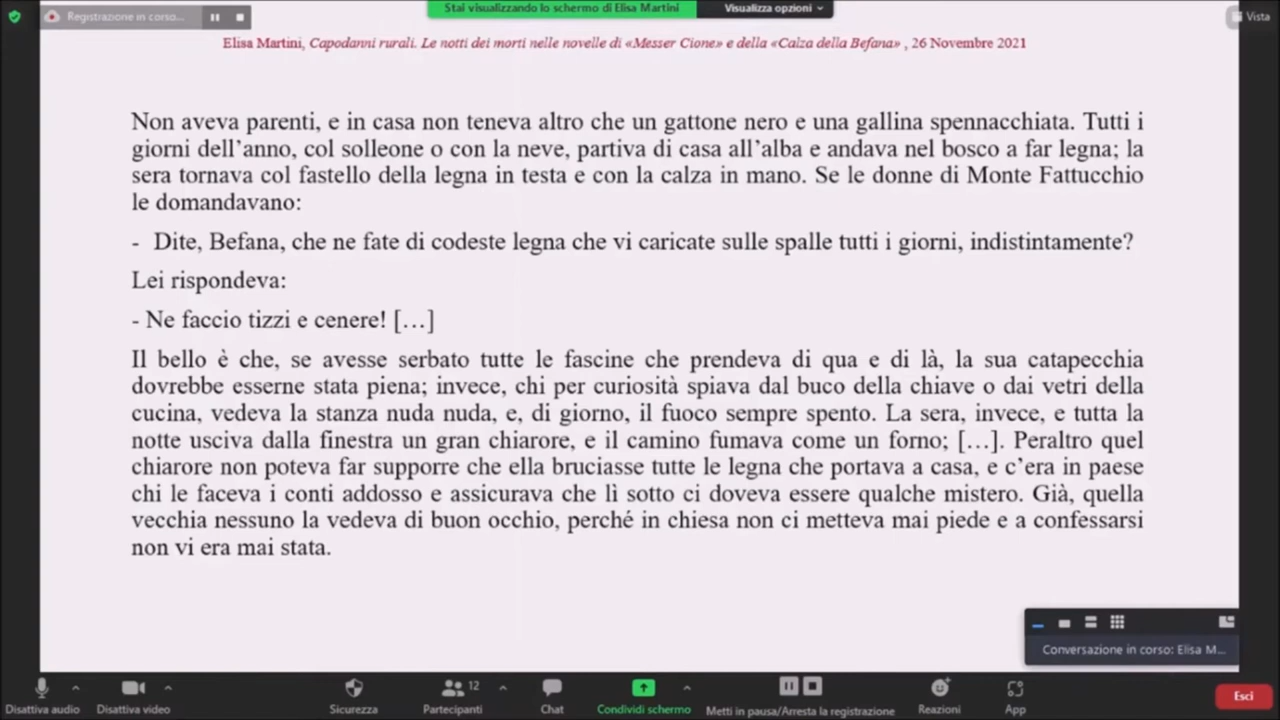 Registrazione in corso...
Stai visualizzando lo schermo di Elisa Martini
Visualizza opzioni
Vista
Elisa Martini, Capodanni rurali. Le notti dei morti nelle novelle di «Messer Cione» e della «Calza della Befana» , 26 Novembre 2021
Non aveva parenti, e in casa non teneva altro che un gattone nero e una gallina spennacchiata. Tutti i
giorni dell’anno, col solleone o con la neve, partiva di casa all’alba e andava nel bosco a far legna; la
sera tornava col fastello della legna in testa e con la calza in mano. Se le donne di Monte Fattucchio
le domandavano:
- Dite, Befana, che ne fate di codeste legna che vi caricate sulle spalle tutti i giorni, indistintamente?
Lei rispondeva:
- Ne faccio tizzi e cenere! […]
Il bello è che, se avesse serbato tutte le fascine che prendeva di qua e di là, la sua catapecchia
dovrebbe esserne stata piena; invece, chi per curiosità spiava dal buco della chiave o dai vetri della
cucina, vedeva la stanza nuda nuda, e, di giorno, il fuoco sempre spento. La sera, invece, e tutta la
notte usciva dalla finestra un gran chiarore, e il camino fumava come un forno; […]. Peraltro quel
chiarore non poteva far supporre che ella bruciasse tutte le legna che portava a casa, e c’era in paese
chi le faceva i conti addosso e assicurava che lì sotto ci doveva essere qualche mistero. Già, quella
vecchia nessuno la vedeva di buon occhio, perché in chiesa non ci metteva mai piede e a confessarsi
non vi era mai stata.
Conversazione in corso: Elisa M...
12
Disattiva audio
Disattiva video
Sicurezza
Partecipanti
Chat
Condividi schermo
Metti in pausa/Arresta la registrazione
Reazioni
App
Esci